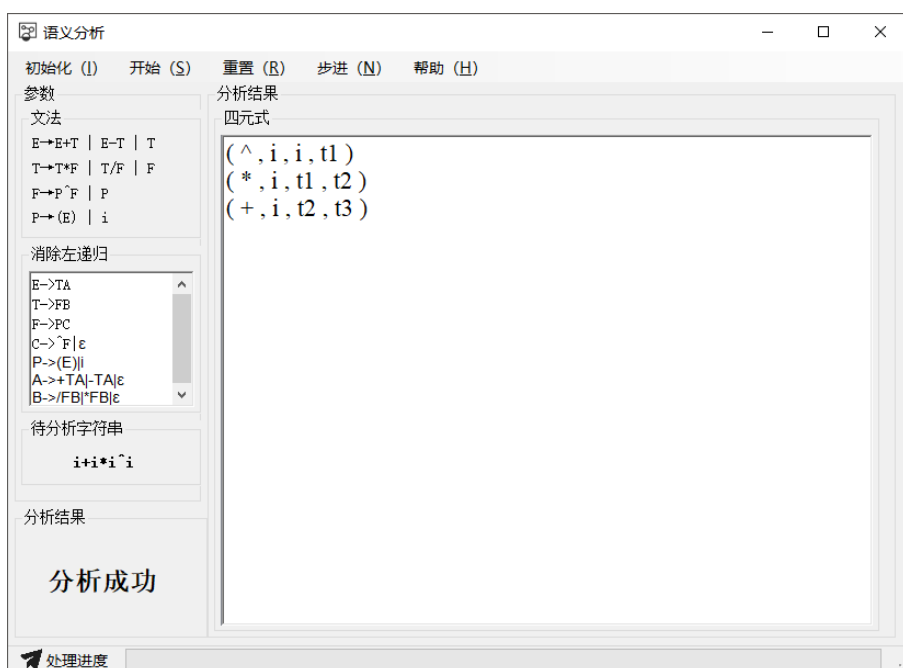 语义分析
初始化 (I) 开始 (S) 重置 (R) 步进 (N) 帮助 (H)
参数
文法
E→E+T | E-T | T
T→T*F | T/F | F
F→P^F | P
P→(E) | i
消除左递归
E->TA
T->FB
F->PC
C->^F|ε
P->(E)|i
A->+TA|-TA|ε
B->/FB|*FB|ε
待分析字符串
i+i*i^i
分析结果
分析成功
分析结果
四元式
( ^ , i , i , t1 )
( * , i , t1 , t2 )
( + , i , t2 , t3 )
处理进度